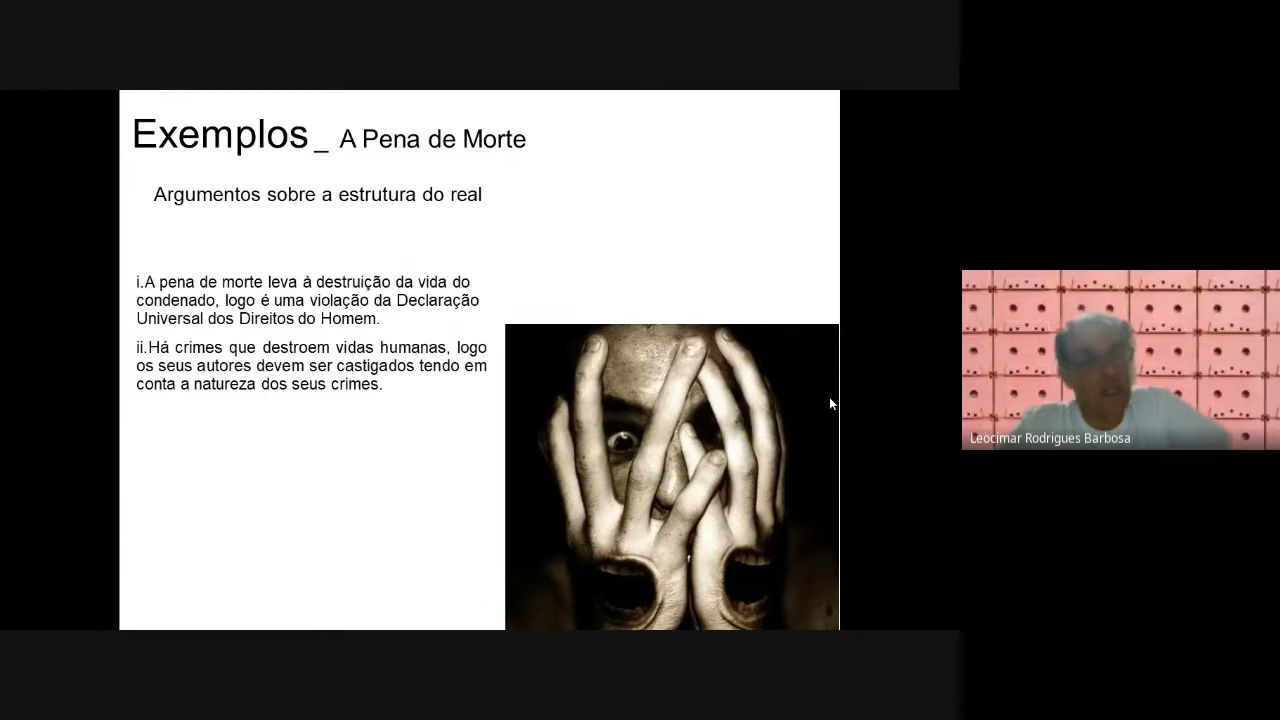 Exemplos _ A Pena de Morte
Argumentos sobre a estrutura do real
i.A pena de morte leva à destruição da vida do
condenado, logo é uma violação da Declaração
Universal dos Direitos do Homem.
ii.Há crimes que destroem vidas humanas, logo
os seus autores devem ser castigados tendo em
conta a natureza dos seus crimes.
Leocimar Rodrigues Barbosa